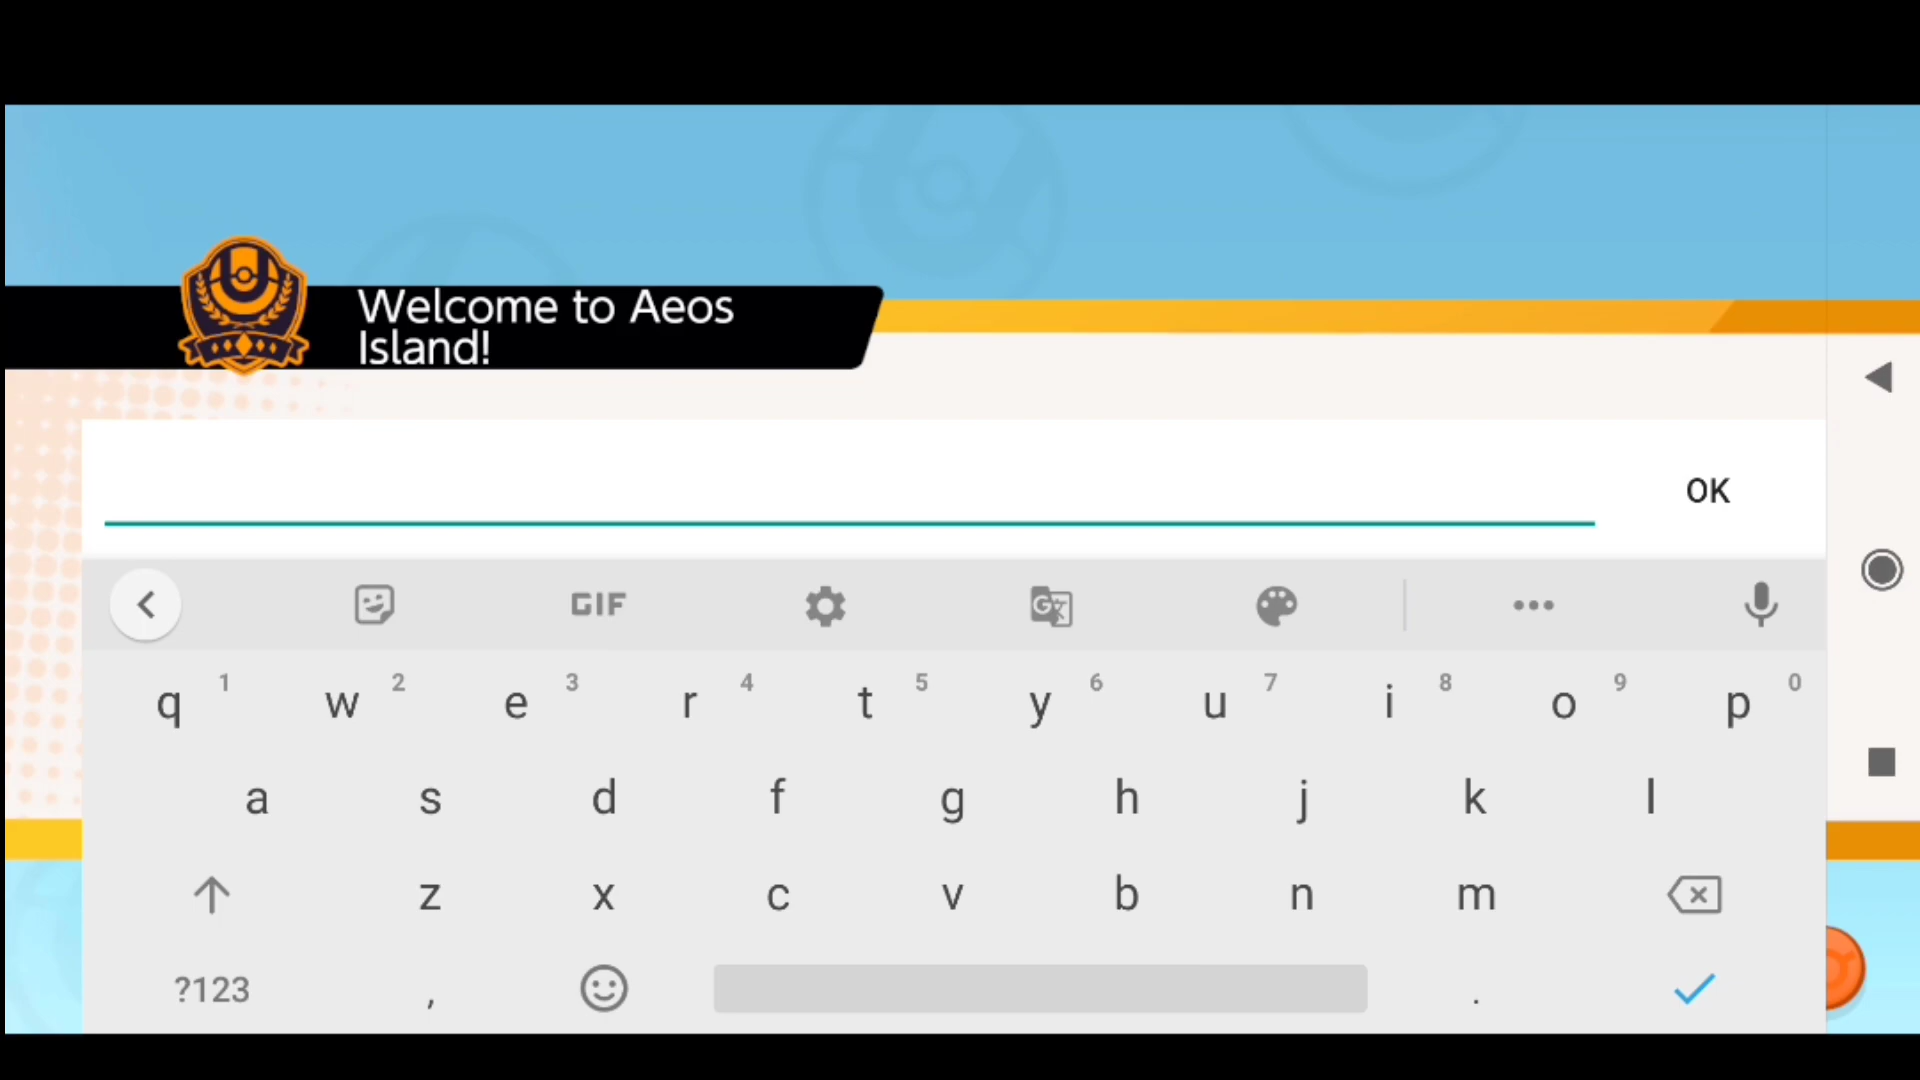 Welcome to Aeos
Island!
OK
GIF
G
q 1 w 2 e 3 r 4 t 5 y 6 u 7 i 8 o 9 p 0
a s d f g h j k l
z x c v b n m
?123 , .